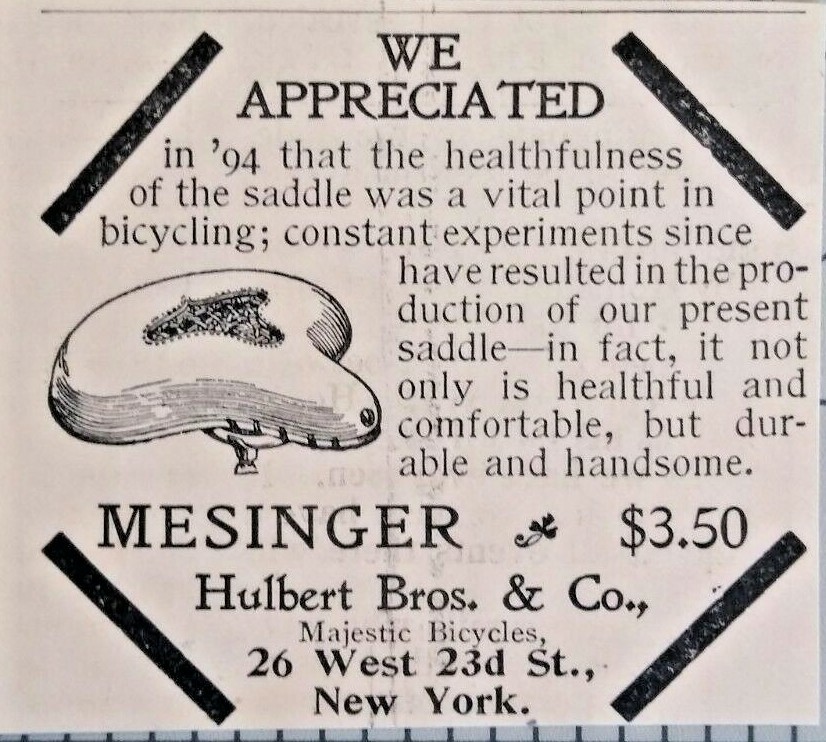 WE
APPRECIATED
in ’94 that the healthfulness
of the saddle was a vital point in
bicycling; constant experiments since
have resulted in the pro-
duction of our present
saddle—in fact, it not
only is healthful and
comfortable, but dur-
able and handsome.
MESINGER $3.50
Hulbert Bros. & Co.,
Majestic Bicycles,
26 West 23d St.,
New York.